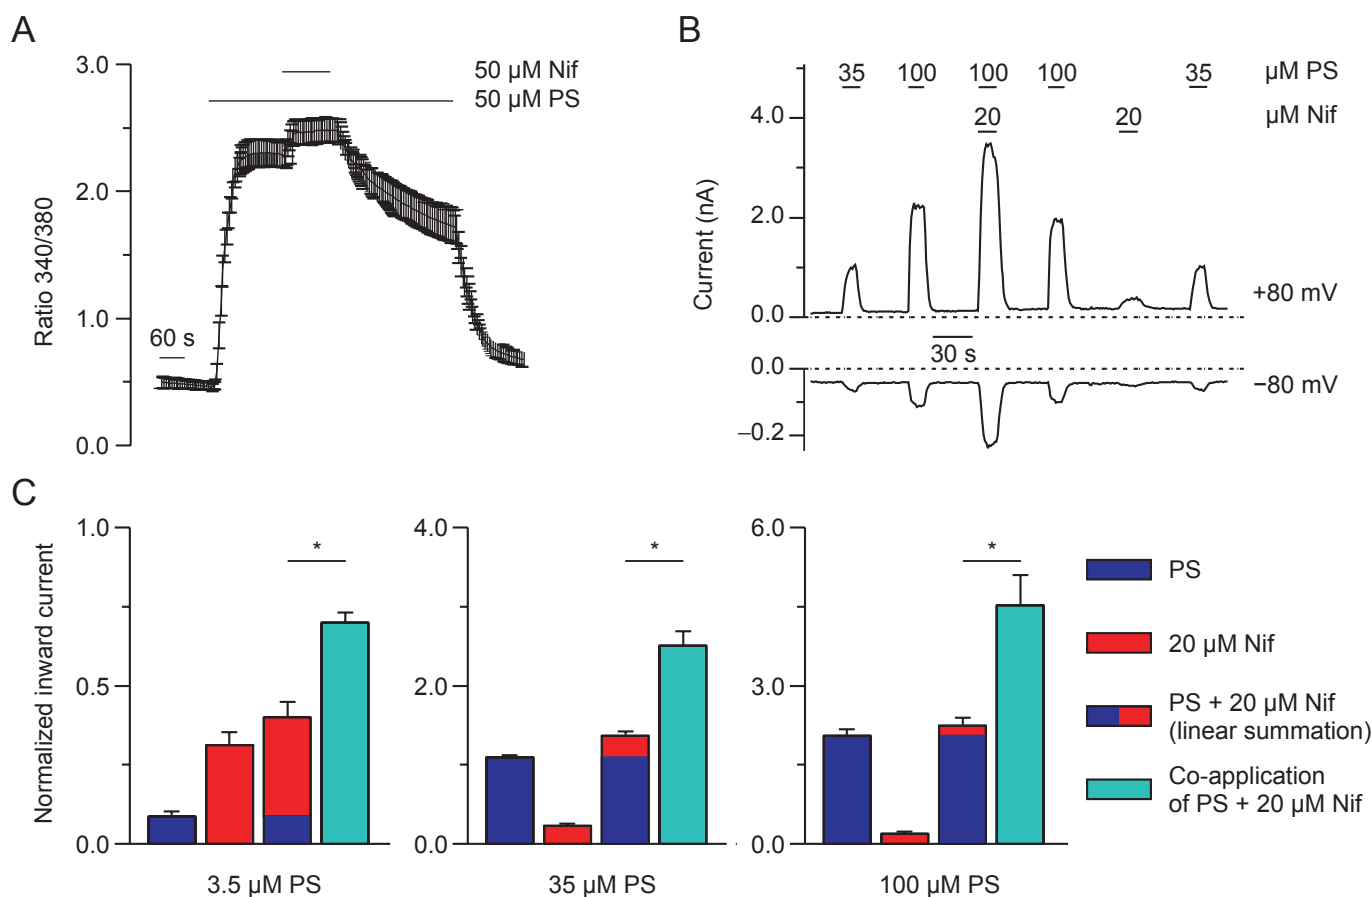 A
3.0
2.0
1.0
0.0
Ratio 340/380
60 s
50 µM Nif
50 µM PS
B
35 100 100 100 35 µM PS
20 20 µM Nif
4.0
2.0
0.0
Current (nA)
+80 mV
30 s
0.0
−0.2
−80 mV
C
Normalized inward current
1.0
0.5
0.0
*
3.5 µM PS
4.0
2.0
0.0
*
35 µM PS
6.0
3.0
0.0
*
100 µM PS
PS
20 µM Nif
PS + 20 µM Nif
(linear summation)
Co-application
of PS + 20 µM Nif